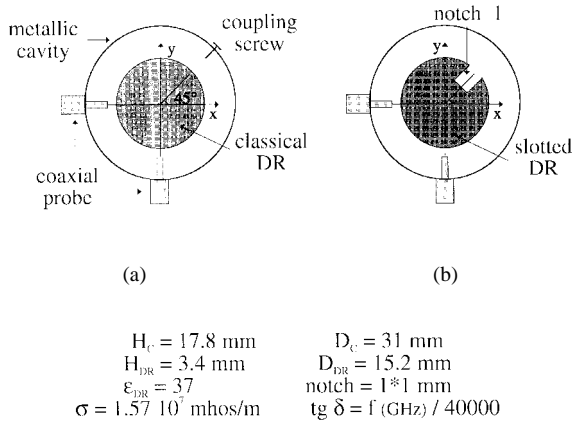 metallic
cavity
coupling
screw
y
45°
x
classical
DR
coaxial
probe
(a)
notch 1
y
x
slotted
DR
(b)
H_C = 17.8 mm
H_DR = 3.4 mm
ε_DR = 37
σ = 1.57 10^7 mhos/m
D_C = 31 mm
D_DR = 15.2 mm
notch = 1*1 mm
tg δ = f (GHz) / 40000